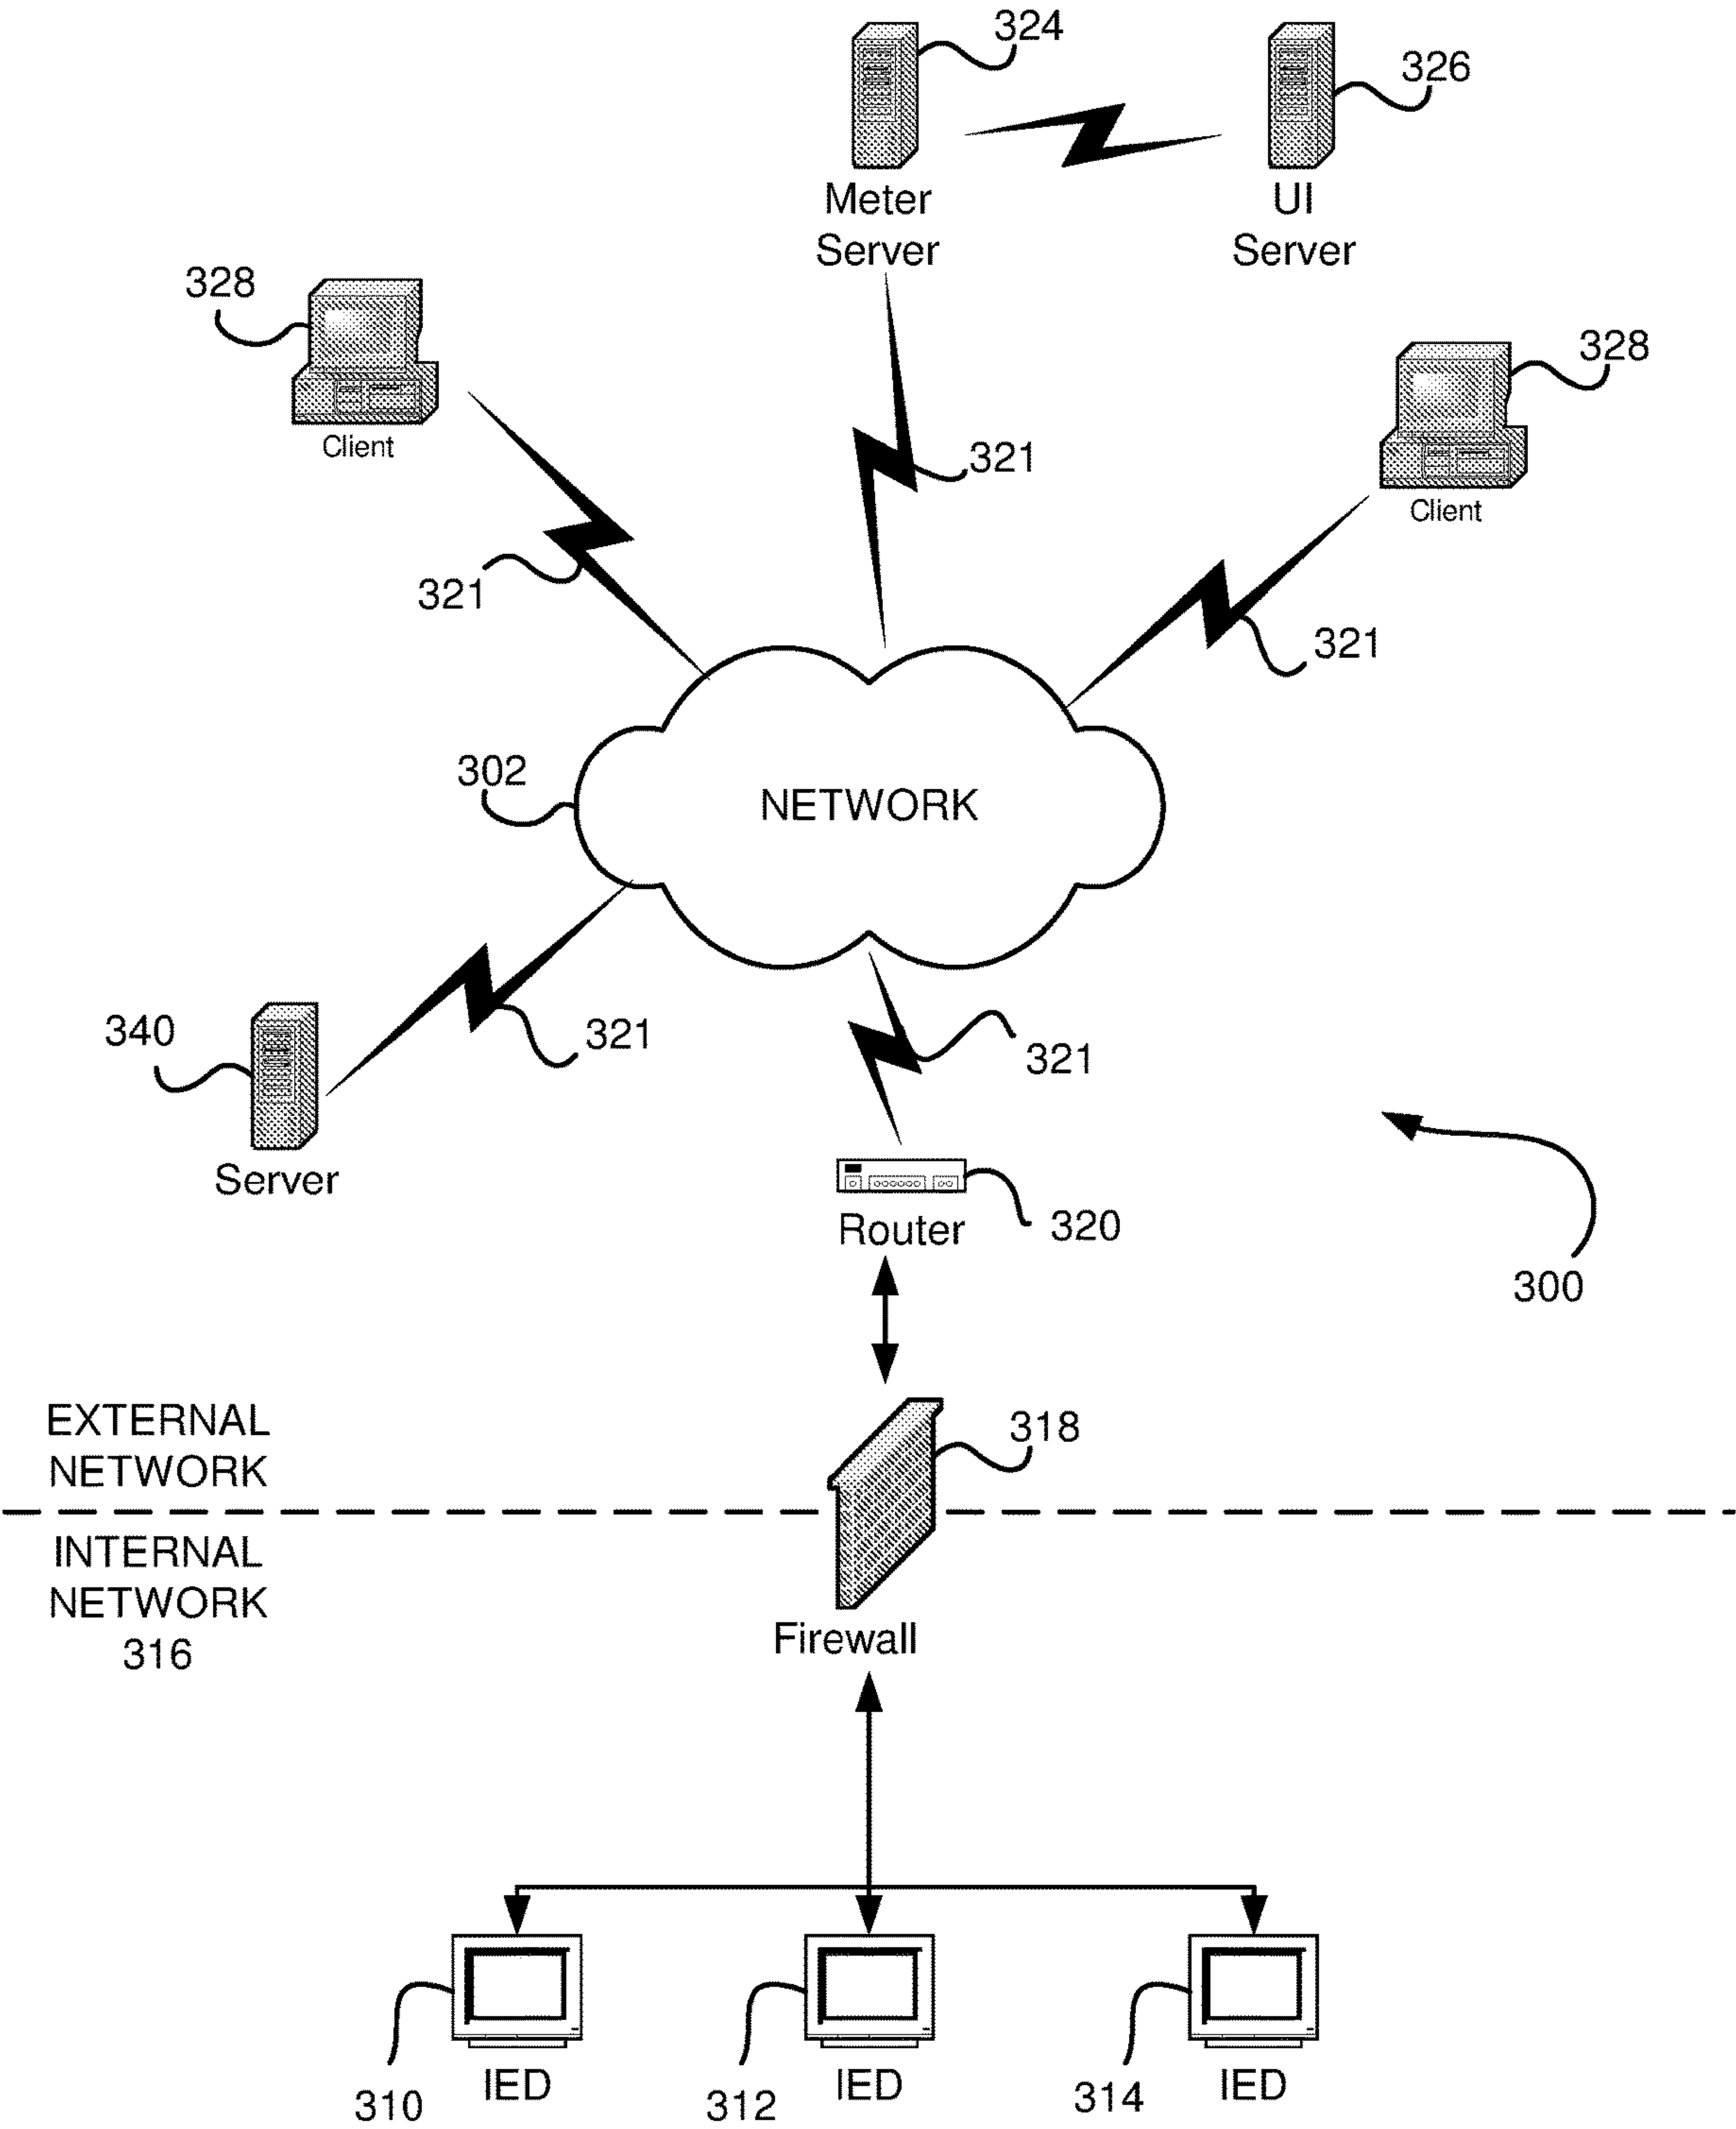 324
326
Meter
Server
UI
Server
328
Client
328
Client
321
321
321
302
NETWORK
340
Server
321
321
Router
320
300
EXTERNAL
NETWORK
318
INTERNAL
NETWORK
316
Firewall
310
IED
312
IED
314
IED